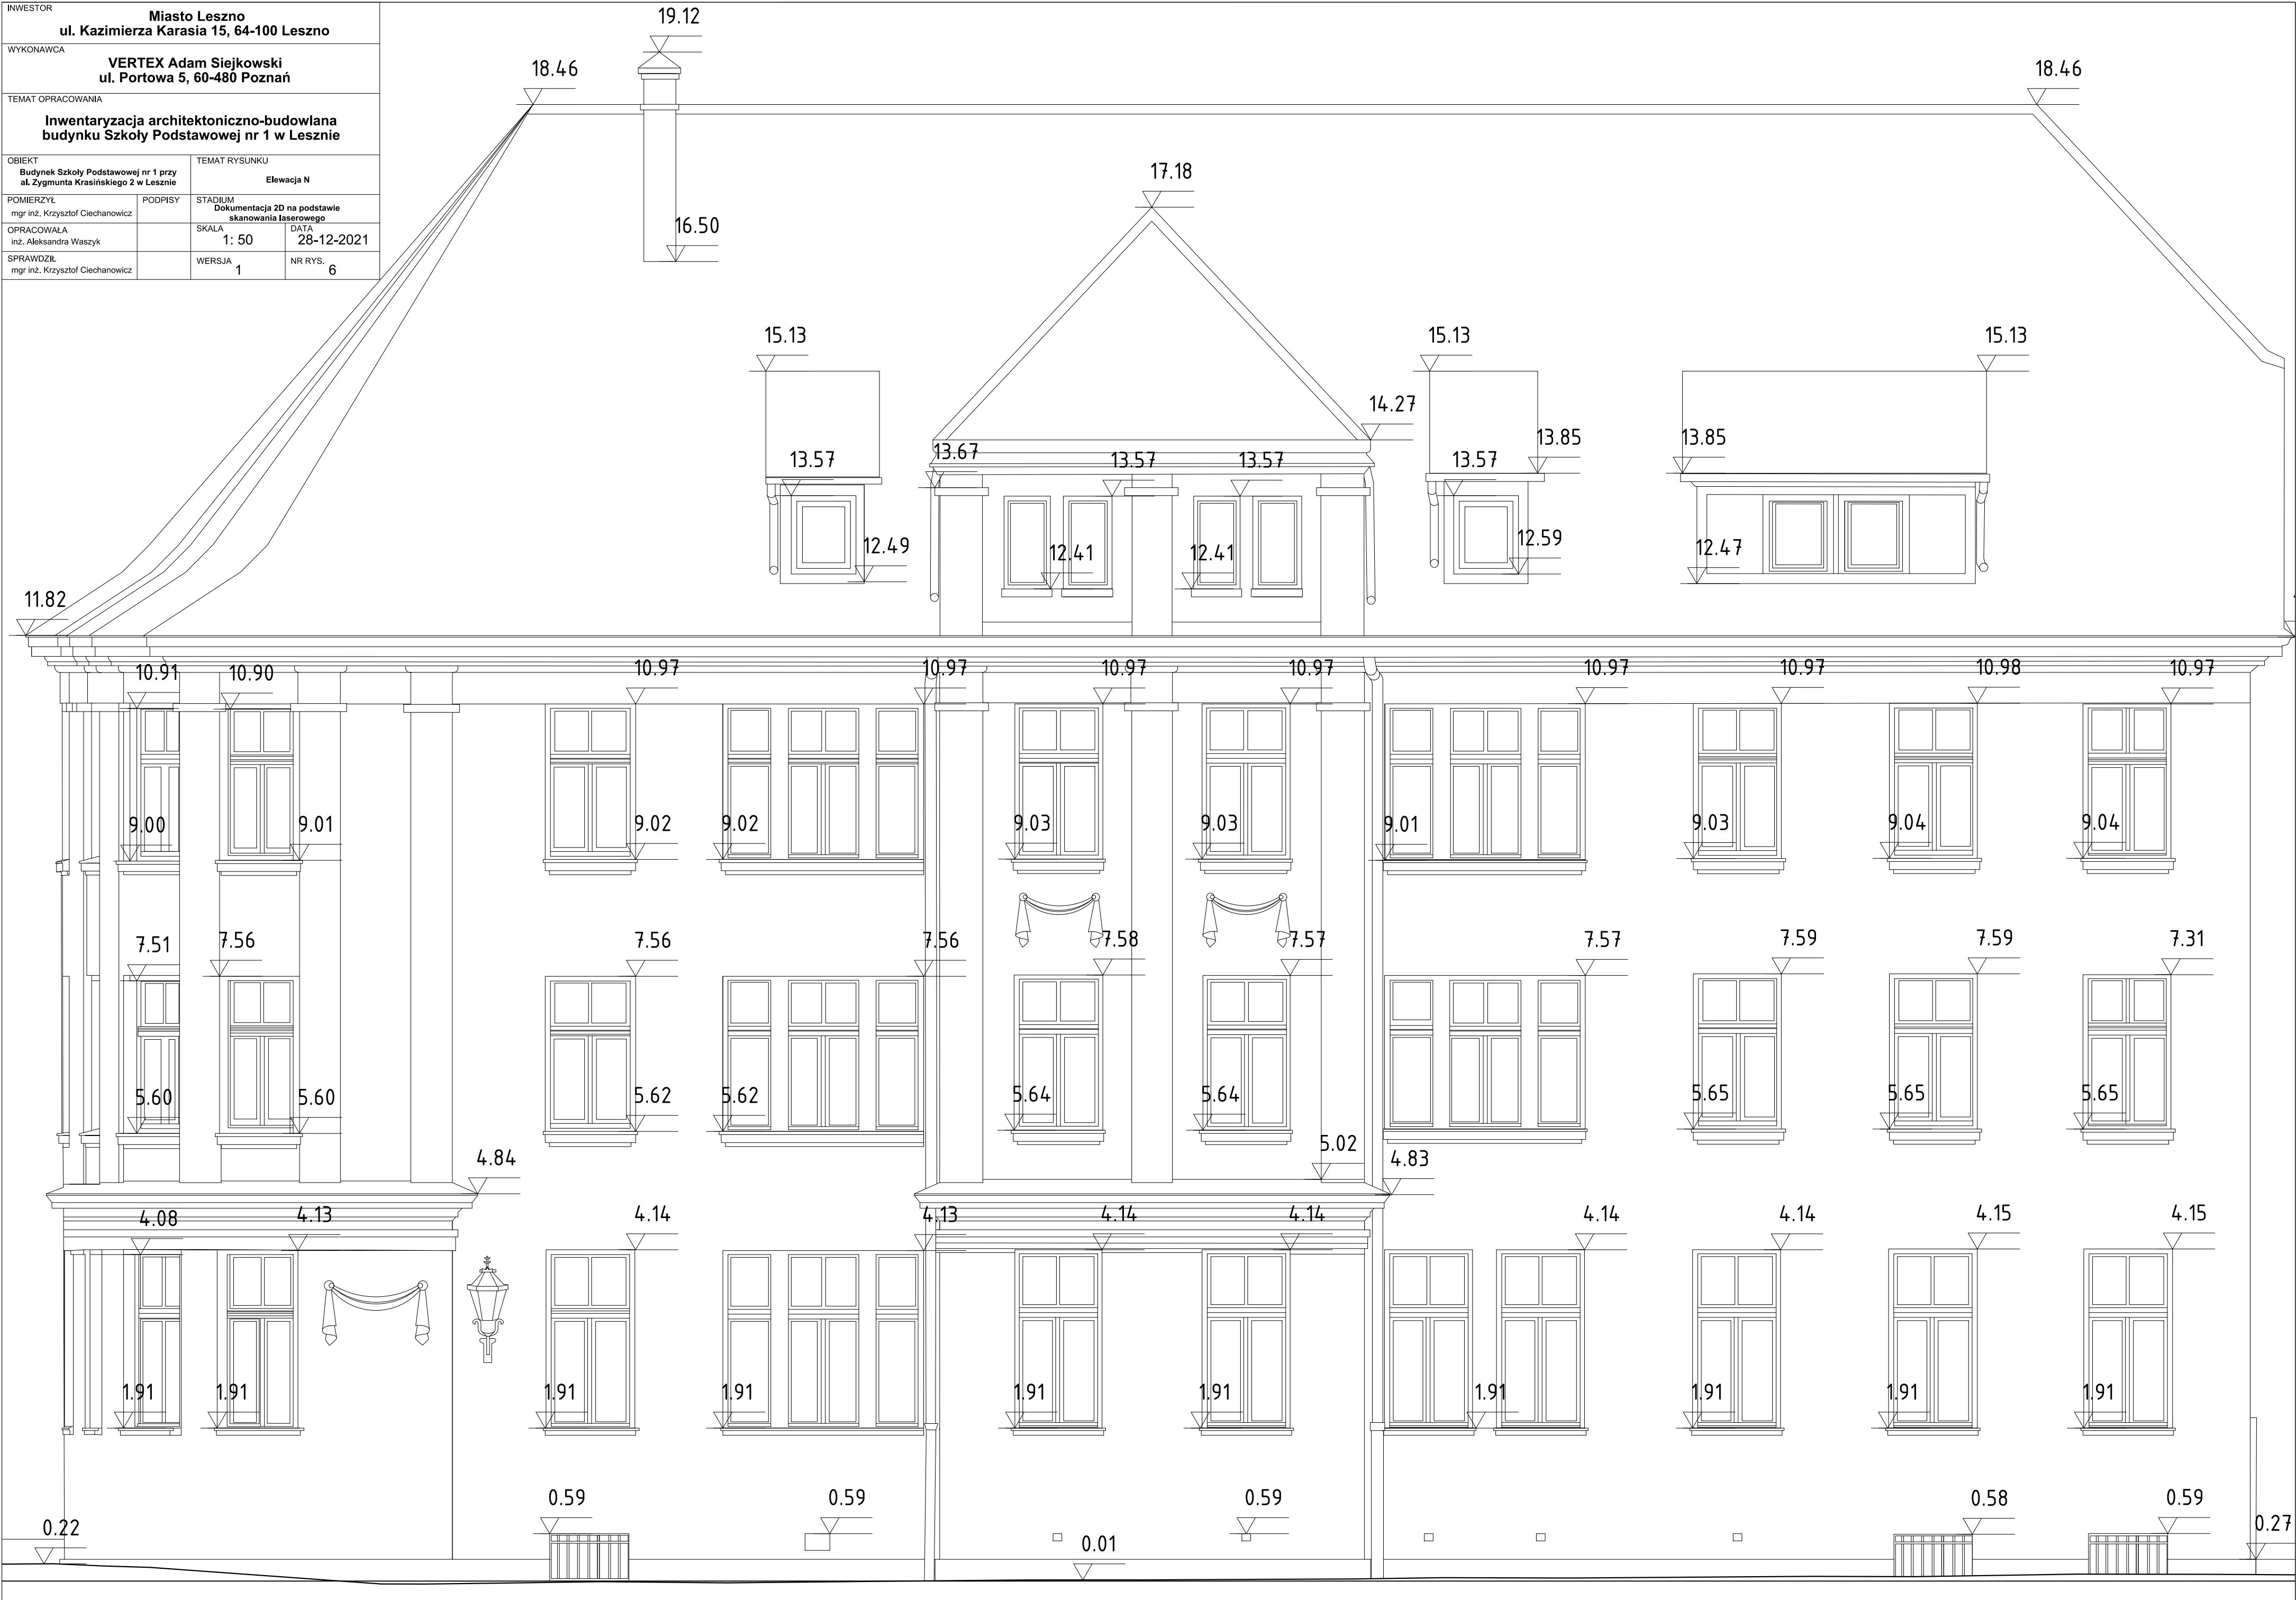 INWESTOR
Miasto Leszno
ul. Kazimierza Karasia 15, 64-100 Leszno
WYKONAWCA
VERTEX Adam Siejkowski
ul. Portowa 5, 60-480 Poznań
TEMAT OPRACOWANIA
Inwentaryzacja architektoniczno-budowlana
budynku Szkoły Podstawowej nr 1 w Lesznie
OBIEKT
Budynek Szkoły Podstawowej nr 1 przy
al. Zygmunta Krasińskiego 2 w Lesznie
TEMAT RYSUNKU
Elewacja N
POMIERZYŁ
mgr inż. Krzysztof Ciechanowicz
PODPISY
STADIUM
Dokumentacja 2D na podstawie
skanowania laserowego
OPRACOWAŁA
inż. Aleksandra Waszyk
SKALA
1: 50
DATA
28-12-2021
SPRAWDZIŁ
mgr inż. Krzysztof Ciechanowicz
WERSJA
1
NR RYS.
6
19.12
18.46 18.46
17.18
16.50
15.13 15.13 15.13
14.27
13.85 13.85
13.57 13.67 13.57 13.57 13.57
12.49 12.41 12.41 12.59 12.47
11.82
10.91 10.90 10.97 10.97 10.97 10.97 10.97 10.97 10.98 10.97
9.00 9.01 9.02 9.02 9.03 9.03 9.01 9.03 9.04 9.04
7.51 7.56 7.56 7.56 7.58 7.57 7.57 7.59 7.59 7.31
5.60 5.60 5.62 5.62 5.64 5.64 5.65 5.65 5.65
5.02
4.84 4.83
4.08 4.13 4.14 4.13 4.14 4.14 4.14 4.14 4.15 4.15
1.91 1.91 1.91 1.91 1.91 1.91 1.91 1.91 1.91 1.91
0.59 0.59 0.59 0.58 0.59
0.22 0.01 0.27